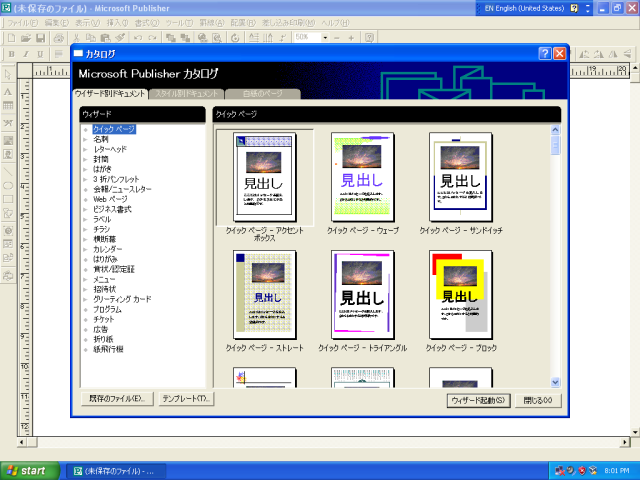 (未保存のファイル) - Microsoft Publisher
EN English (United States)
ファイル(F) 編集(E) 表示(V) 挿入(I) 書式(O) ツール(T) 罫線(A) 配置(R) 差し込み印刷(M) ヘルプ(H)
50%
B I U
カタログ
Microsoft Publisher カタログ
ウィザード別ドキュメント スタイル別ドキュメント 白紙のページ
ウィザード
クイック ページ
名刺
レターヘッド
封筒
はがき
3 折パンフレット
会報/ニュースレター
Web ページ
ビジネス書式
ラベル
チラシ
横断幕
カレンダー
はりがみ
賞状/認定証
メニュー
招待状
グリーティング カード
プログラム
チケット
広告
折り紙
紙飛行機
クイック ページ
見出し
見出し
見出し
クイック ページ - アクセント ボックス
クイック ページ - ウェーブ
クイック ページ - サンドイッチ
見出し
見出し
見出し
クイック ページ - ストレート
クイック ページ - トライアングル
クイック ページ - ブロック
既存のファイル(E)...
テンプレート(T)...
ウィザード起動(S)
閉じる(X)
start
(未保存のファイル) - ...
8:01 PM